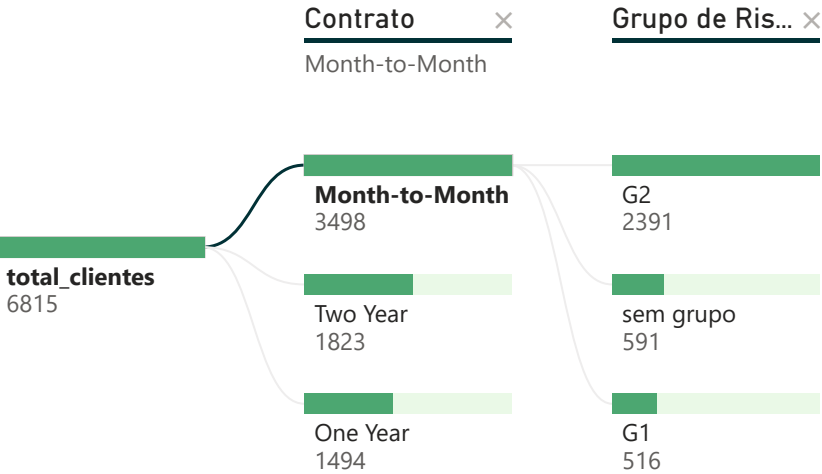 Contrato ×
Grupo de Ris... ×
Month-to-Month
total_clientes
6815
Month-to-Month
3498
Two Year
1823
One Year
1494
G2
2391
sem grupo
591
G1
516